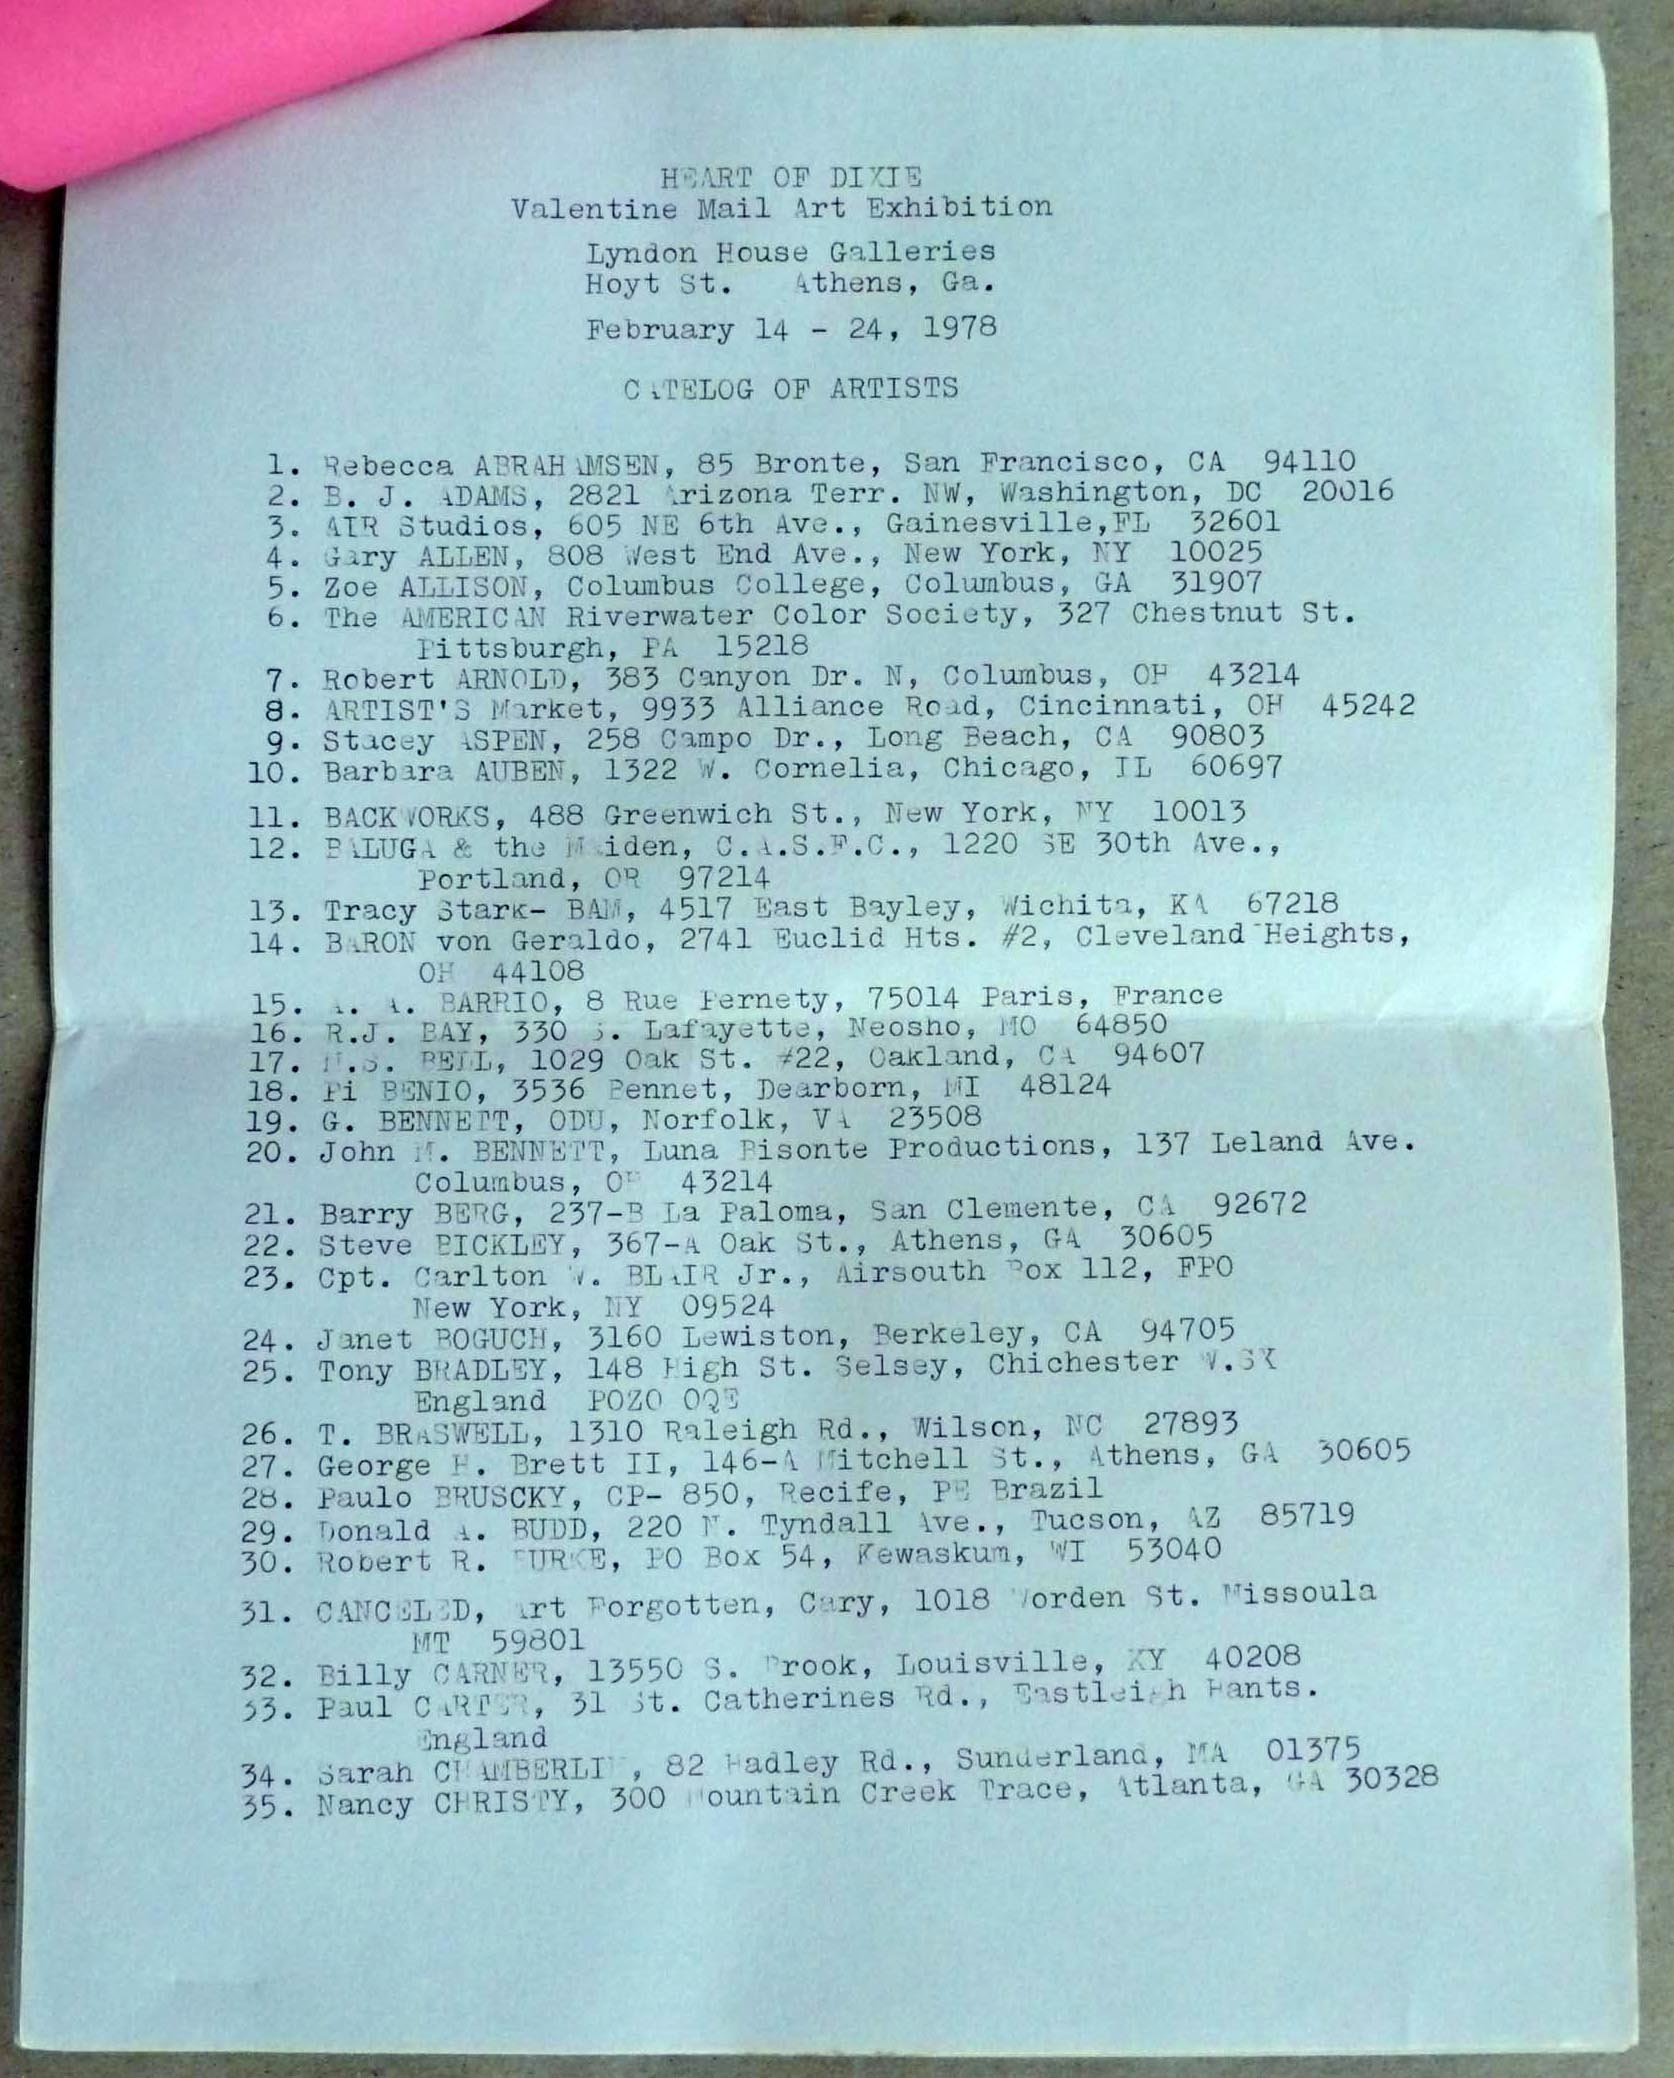 HEART OF DIXIE
Valentine Mail Art Exhibition
Lyndon House Galleries
Hoyt St. Athens, Ga.
February 14 - 24, 1978
CATELOG OF ARTISTS
1. Rebecca ABRAHAMSEN, 85 Bronte, San Francisco, CA 94110
2. B. J. ADAMS, 2821 Arizona Terr. NW, Washington, DC 20016
3. AIR Studios, 605 NE 6th Ave., Gainesville,FL 32601
4. Gary ALLEN, 808 West End Ave., New York, NY 10025
5. Zoe ALLISON, Columbus College, Columbus, GA 31907
6. The AMERICAN Riverwater Color Society, 327 Chestnut St.
Pittsburgh, PA 15218
7. Robert ARNOLD, 383 Canyon Dr. N, Columbus, OH 43214
8. ARTIST'S Market, 9933 Alliance Road, Cincinnati, OH 45242
9. Stacey ASPEN, 258 Campo Dr., Long Beach, CA 90803
10. Barbara AUBEN, 1322 W. Cornelia, Chicago, IL 60697
11. BACKWORKS, 488 Greenwich St., New York, NY 10013
12. BALUGA & the Maiden, C.A.S.F.C., 1220 SE 30th Ave.,
Portland, OR 97214
13. Tracy Stark- BAM, 4517 East Bayley, Wichita, KA 67218
14. BARON von Geraldo, 2741 Euclid Hts. #2, Cleveland Heights,
OH 44108
15. A. A. BARRIO, 8 Rue Pernety, 75014 Paris, France
16. R.J. BAY, 330 S. Lafayette, Neosho, MO 64850
17. BELL, 1029 Oak St. #22, Oakland, CA 94607
18. Pi BENIO, 3536 Pennet, Dearborn, MI 48124
19. G. BENNETT, ODU, Norfolk, VA 23508
20. John M. BENNETT, Luna Bisonte Productions, 137 Leland Ave.
Columbus, OH 43214
21. Barry BERG, 237-B La Paloma, San Clemente, CA 92672
22. Steve BICKLEY, 367-A Oak St., Athens, GA 30605
23. Cpt. Carlton W. BLAIR Jr., Airsouth Box 112, FPO
New York, NY 09524
24. Janet BOGUCH, 3160 Lewiston, Berkeley, CA 94705
25. Tony BRADLEY, 148 High St. Selsey, Chichester W.SX
England POZO OQE
26. T. BRASWELL, 1310 Raleigh Rd., Wilson, NC 27893
27. George H. Brett II, 146-A Mitchell St., Athens, GA 30605
28. Paulo BRUSCKY, CP- 850, Recife, PE Brazil
29. Donald A. BUDD, 220 N. Tyndall Ave., Tucson, AZ 85719
30. Robert R. BURKE, PO Box 54, Kewaskum, WI 53040
31. CANCELED, Art Forgotten, Cary, 1018 Worden St. Missoula
MT 59801
32. Billy CARNER, 13550 S. Brook, Louisville, KY 40208
33. Paul CARTER, 31 St. Catherines Rd., Eastleigh Hants.
England
34. Sarah CHAMBERLIN, 82 Hadley Rd., Sunderland, MA 01375
35. Nancy CHRISTY, 300 Mountain Creek Trace, Atlanta, GA 30328